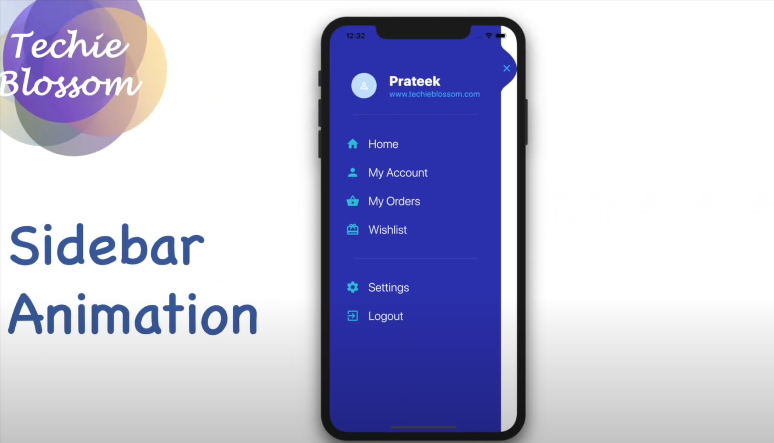 Techie
Blossom
Sidebar
Animation
12:32
Prateek
www.techieblossom.com
Home
My Account
My Orders
Wishlist
Settings
Logout